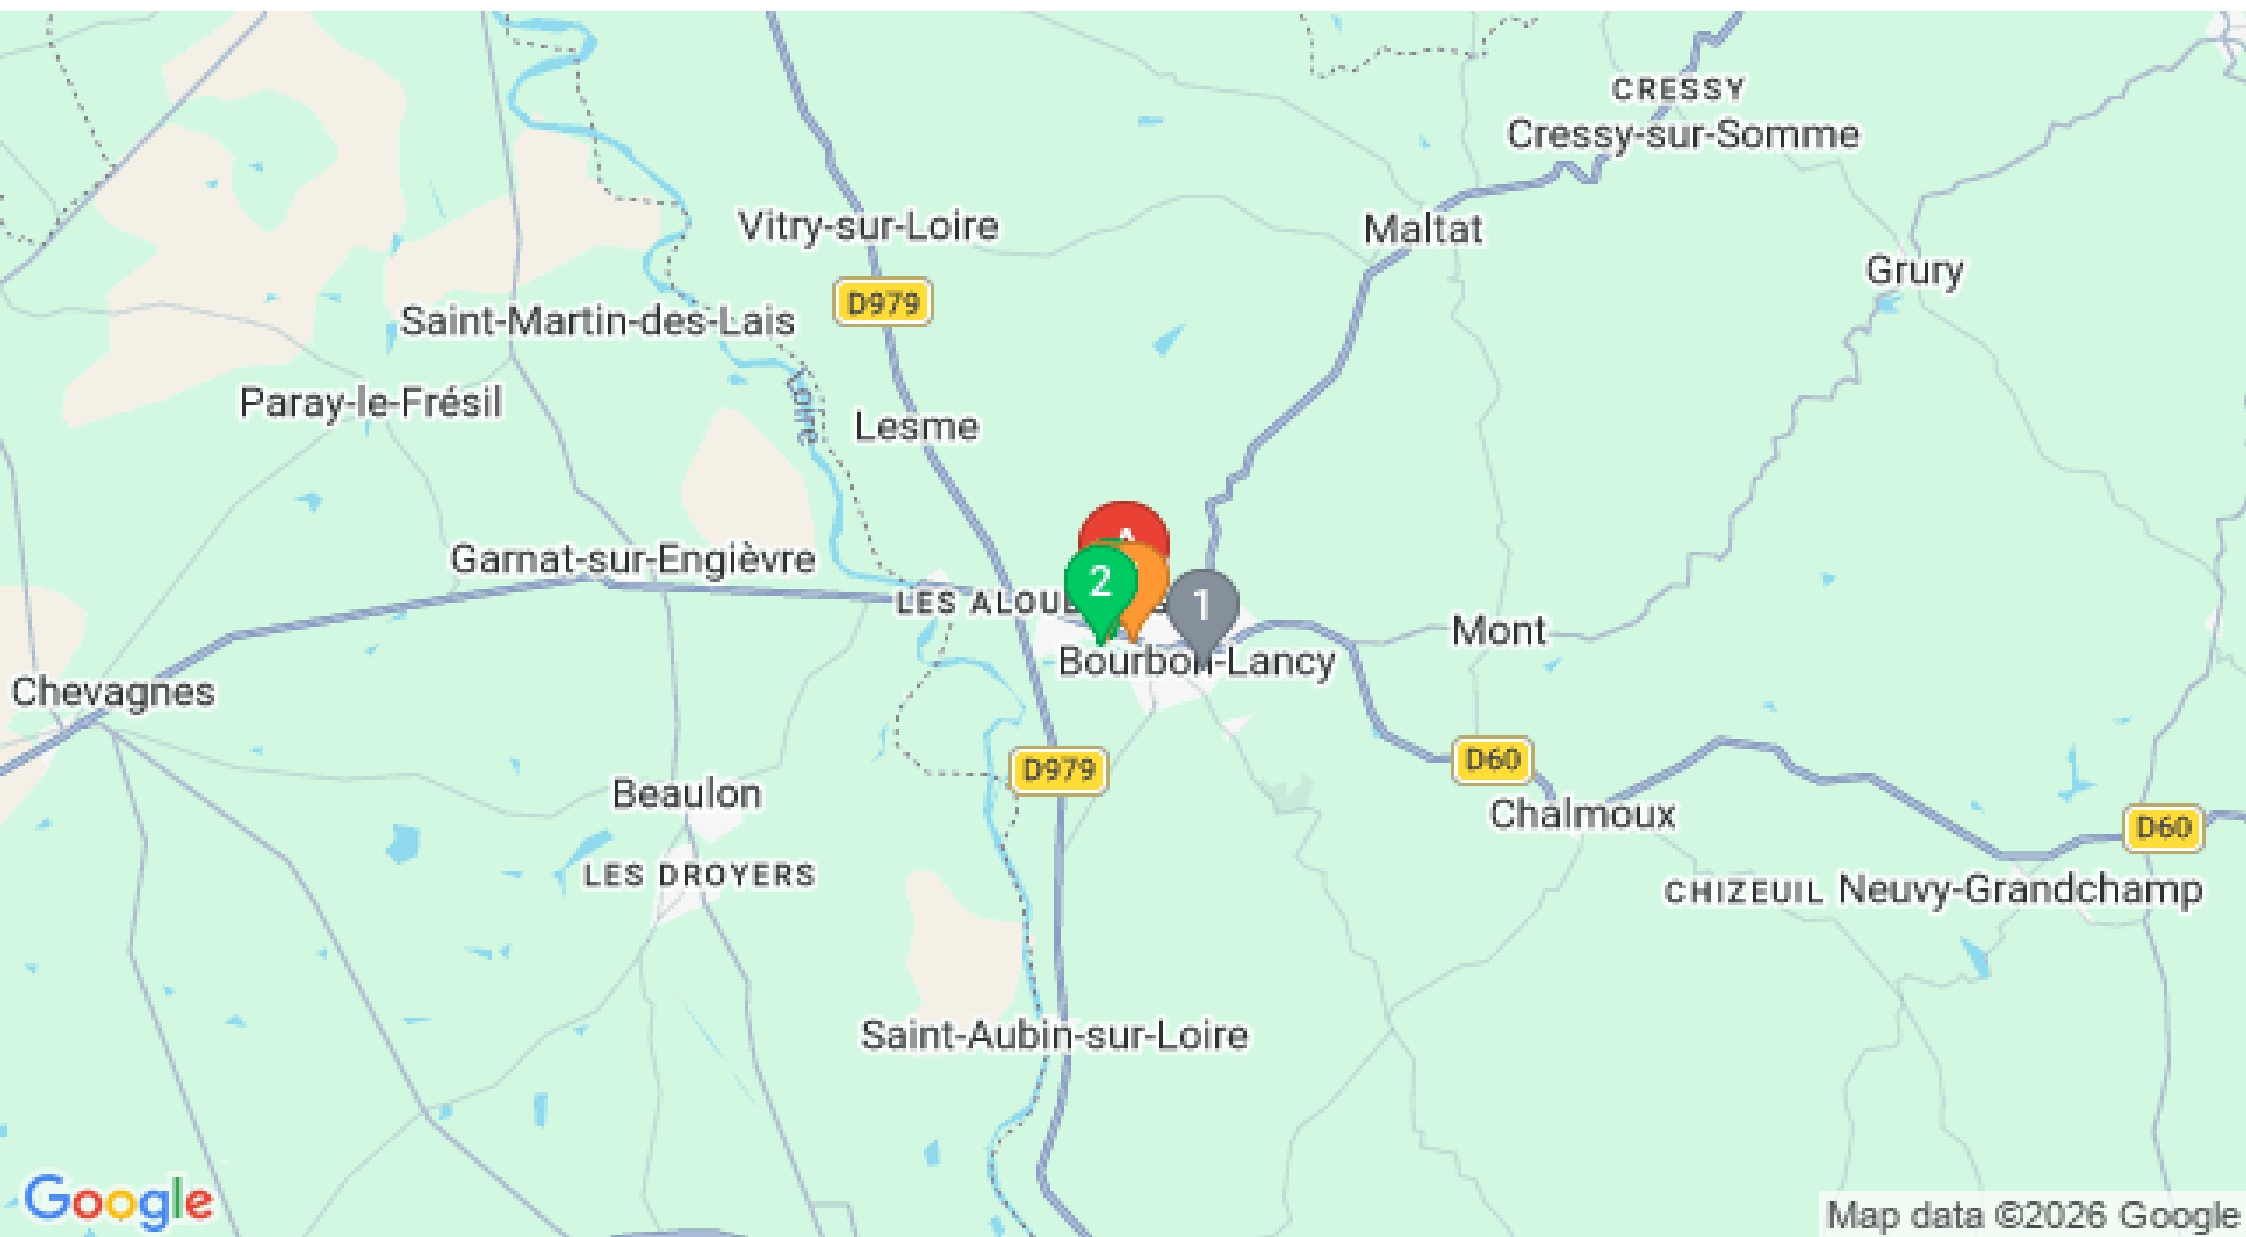 CRESSY
Cressy-sur-Somme
Vitry-sur-Loire
Maltat
Grury
D979
Saint-Martin-des-Lais
Loire
Paray-le-Frésil
Lesme
Garnat-sur-Engièvre
2
1
LES ALOU
Mont
Bourbon-Lancy
Chevagnes
D60
D979
Beaulon
Chalmoux
D60
LES DROYERS
CHIZEUIL
Neuvy-Grandchamp
Saint-Aubin-sur-Loire
Google
Map data ©2026 Google